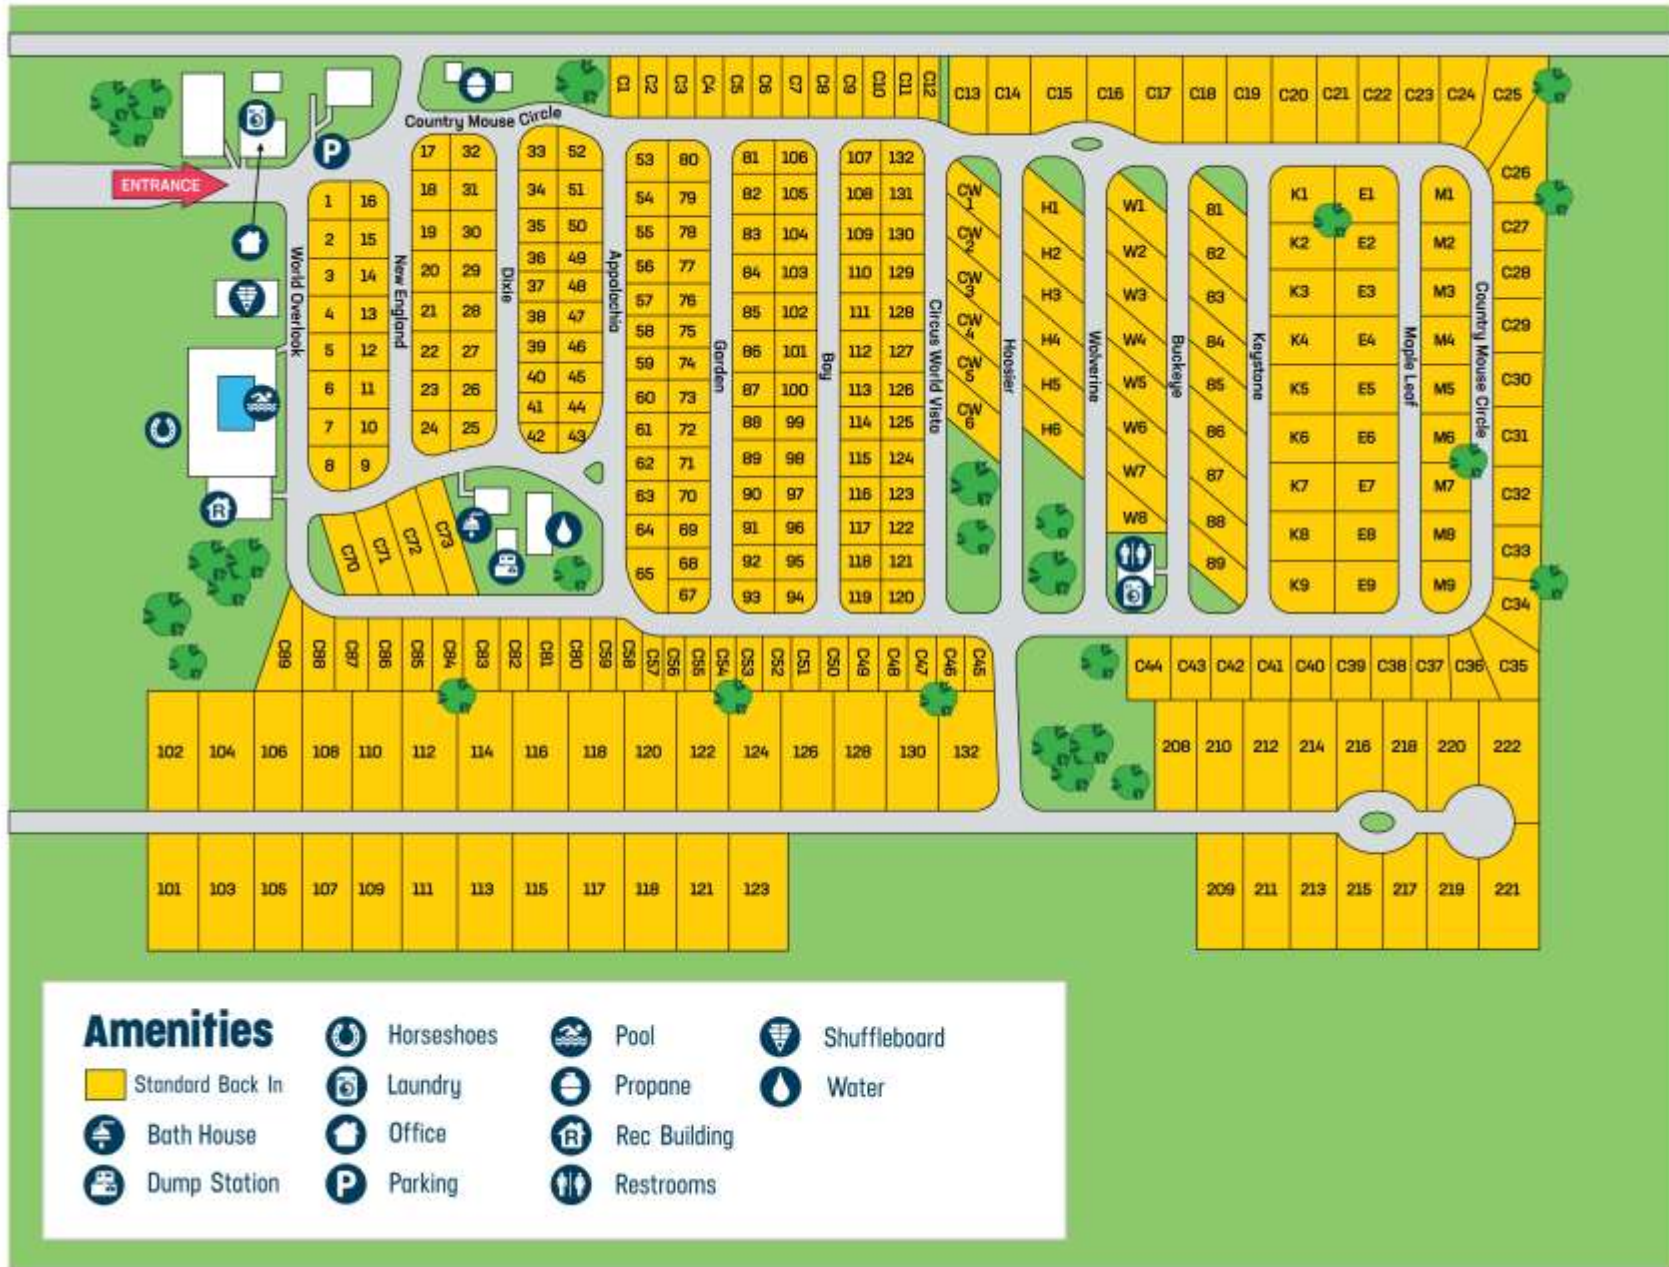 C1 C2 C3 C4 C5 C6 C7 C8 C9 C10 C11 C12 C13 C14 C15 C16 C17 C18 C19 C20 C21 C22 C23 C24 C25
Country Mouse Circle
P
ENTRANCE
C26
C27
C28
C29
C30
C31
C32
C33
C34
World Overlook
1 16
2 15
3 14
4 13
5 12
6 11
7 10
8 9
New England
17 32
18 31
19 30
20 29
21 28
22 27
23 26
24 25
Dixie
33 52
34 51
35 50
36 49
37 48
38 47
39 46
40 45
41 44
42 43
Appalachia
53 80
54 79
55 78
56 77
57 76
58 75
59 74
60 73
61 72
62 71
63 70
64 69
65 68
67
Garden
81 106
82 105
83 104
84 103
85 102
86 101
87 100
88 99
89 98
90 97
91 96
92 95
93 94
Bay
107 132
108 131
109 130
110 129
111 128
112 127
113 126
114 125
115 124
116 123
117 122
118 121
119 120
Circus World Vista
CW
1
CW
2
CW
3
CW
4
CW
5
CW
6
Hoosier
H1
H2
H3
H4
H5
H6
Wolverine
W1
W2
W3
W4
W5
W6
W7
W8
Buckeye
81
82
83
84
85
86
87
88
89
Keystone
K1 E1
K2 E2
K3 E3
K4 E4
K5 E5
K6 E6
K7 E7
K8 E8
K9 E9
Maple Leaf
M1
M2
M3
M4
M5
M6
M7
M8
M9
Country Mouse Circle
R
C70 C71 C72 C73
C89 C88 C87 C86 C85 C84 C83 C82 C81 C80 C59 C58 C57 C56 C55 C54 C53 C52 C51 C50 C49 C48 C47 C46 C45
C44 C43 C42 C41 C40 C39 C38 C37 C36 C35
102 104 106 108 110 112 114 116 118 120 122 124 126 128 130 132
208 210 212 214 216 218 220 222
101 103 105 107 109 111 113 115 117 118 121 123
209 211 213 215 217 219 221
Amenities
Standard Back In
Bath House
Dump Station
Horseshoes
Laundry
Office
P Parking
Pool
Propane
R Rec Building
Restrooms
Shuffleboard
Water